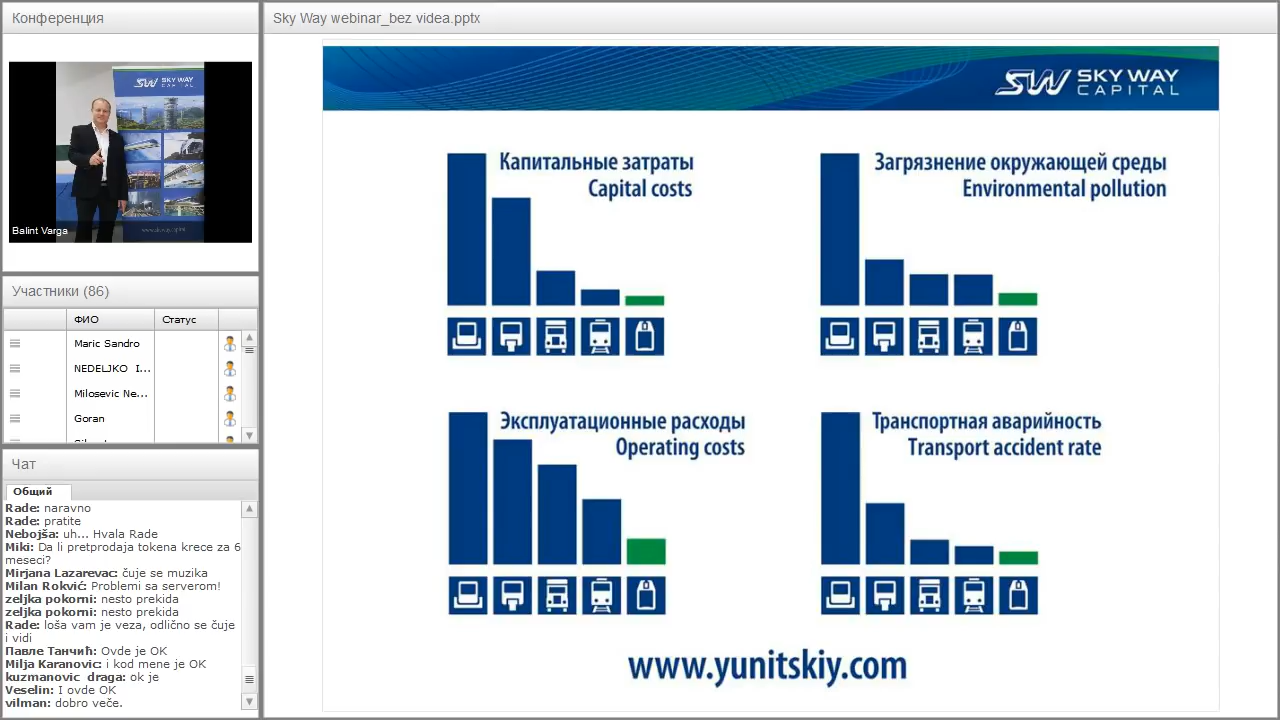 Конференция
Balint Varga
Участники (86)
ФИО
Статус
Maric Sandro
NEDELJKO I...
Milosevic Ne...
Goran
Чат
Общий
Rade: naravno
Rade: pratite
Nebojša: uh... Hvala Rade
Miki: Da li pretprodaja tokena krece za 6
meseci?
Mirjana Lazarevac: čuje se muzika
Milan Rokvić: Problemi sa serverom!
zeljka pokorni: nesto prekida
zeljka pokorni: nesto prekida
Rade: loša vam je veza, odlično se čuje
i vidi
Павле Танчић: Ovde je OK
Milja Karanovic: i kod mene je OK
kuzmanovic draga: ok je
Veselin: I ovde OK
vilman: dobro veče.
Sky Way webinar_bez videa.pptx
SW SKY WAY
CAPITAL
Капитальные затраты
Capital costs
Загрязнение окружающей среды
Environmental pollution
Эксплуатационные расходы
Operating costs
Транспортная аварийность
Transport accident rate
www.yunitskiy.com